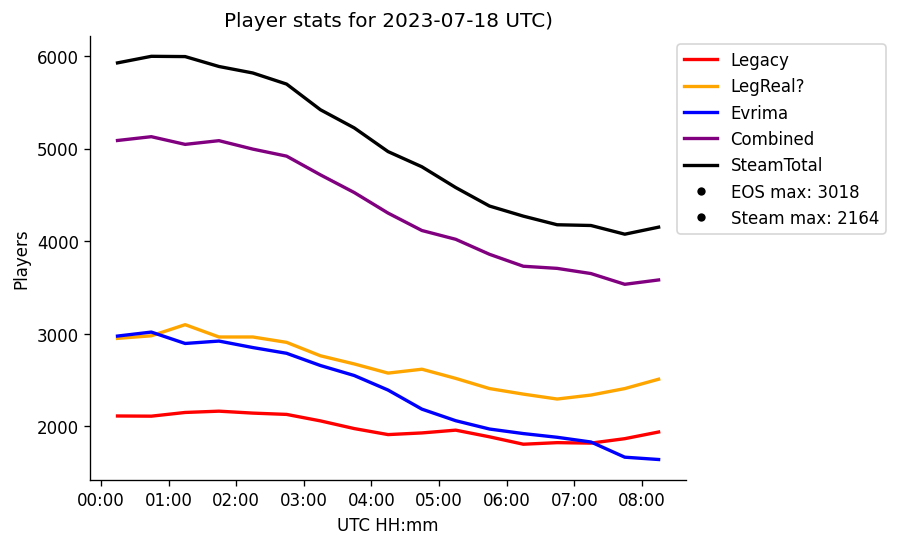 Player stats for 2023-07-18 UTC)
6000
5000
4000
3000
2000
Players
00:00 01:00 02:00 03:00 04:00 05:00 06:00 07:00 08:00
UTC HH:mm
Legacy
LegReal?
Evrima
Combined
SteamTotal
EOS max: 3018
Steam max: 2164